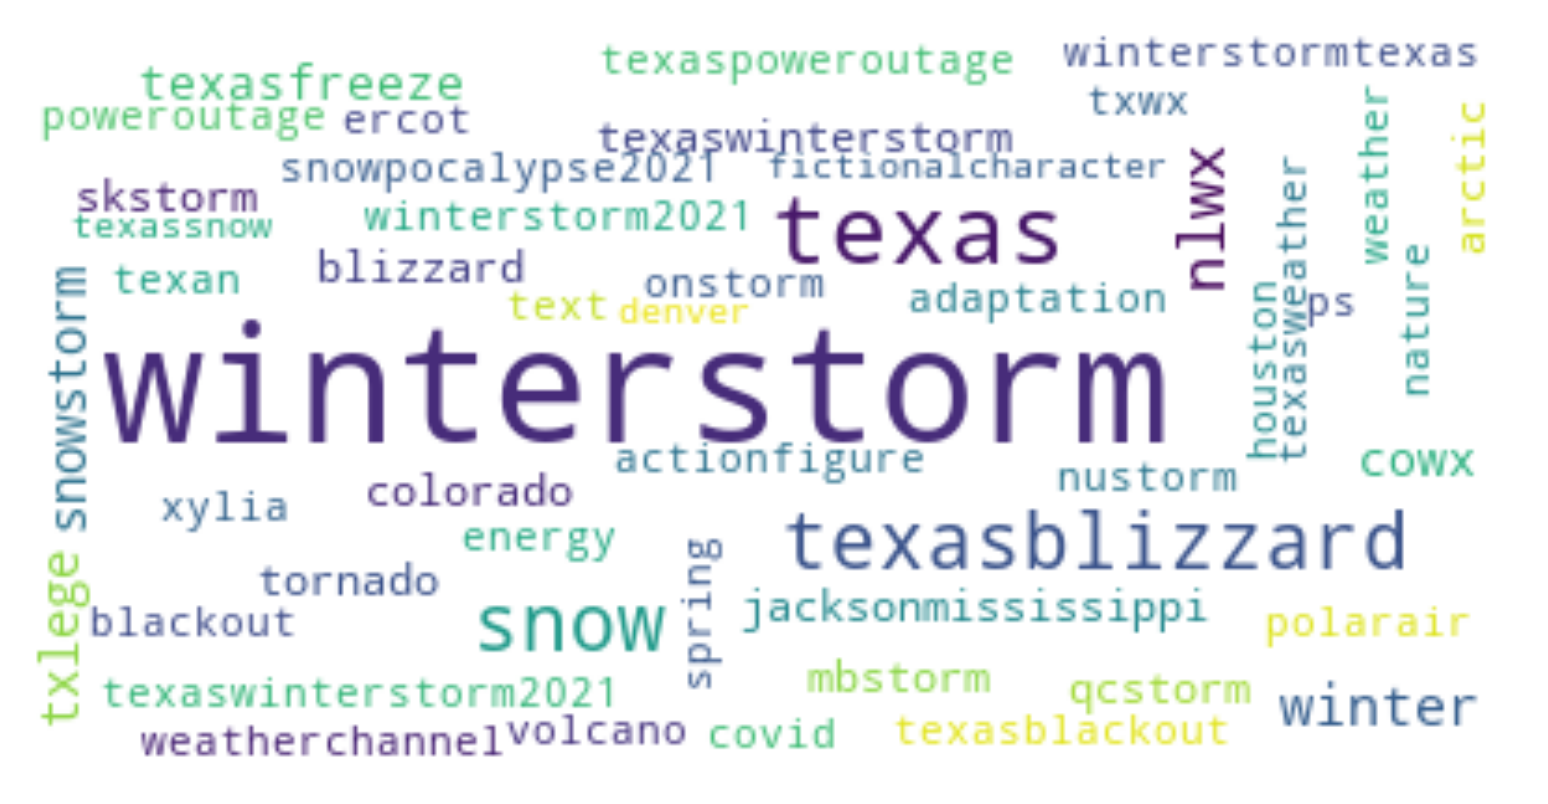 texaspoweroutage
winterstormtexas
texasfreeze
txwx
poweroutage
ercot
texaswinterstorm
weather
arctic
snowpocalypse2021
fictionalcharacter
skstorm
texassnow
winterstorm2021
texas
nlwx
texasweather
texan
blizzard
onstorm
adaptation
ps
text
denver
nature
snowstorm
winterstorm
houston
actionfigure
nustorm
cowx
xylia
colorado
energy
texasblizzard
tornado
spring
txlege
blackout
snow
jacksonmississippi
polarair
texaswinterstorm2021
mbstorm
qcstorm
winter
weatherchannel
volcano
covid
texasblackout